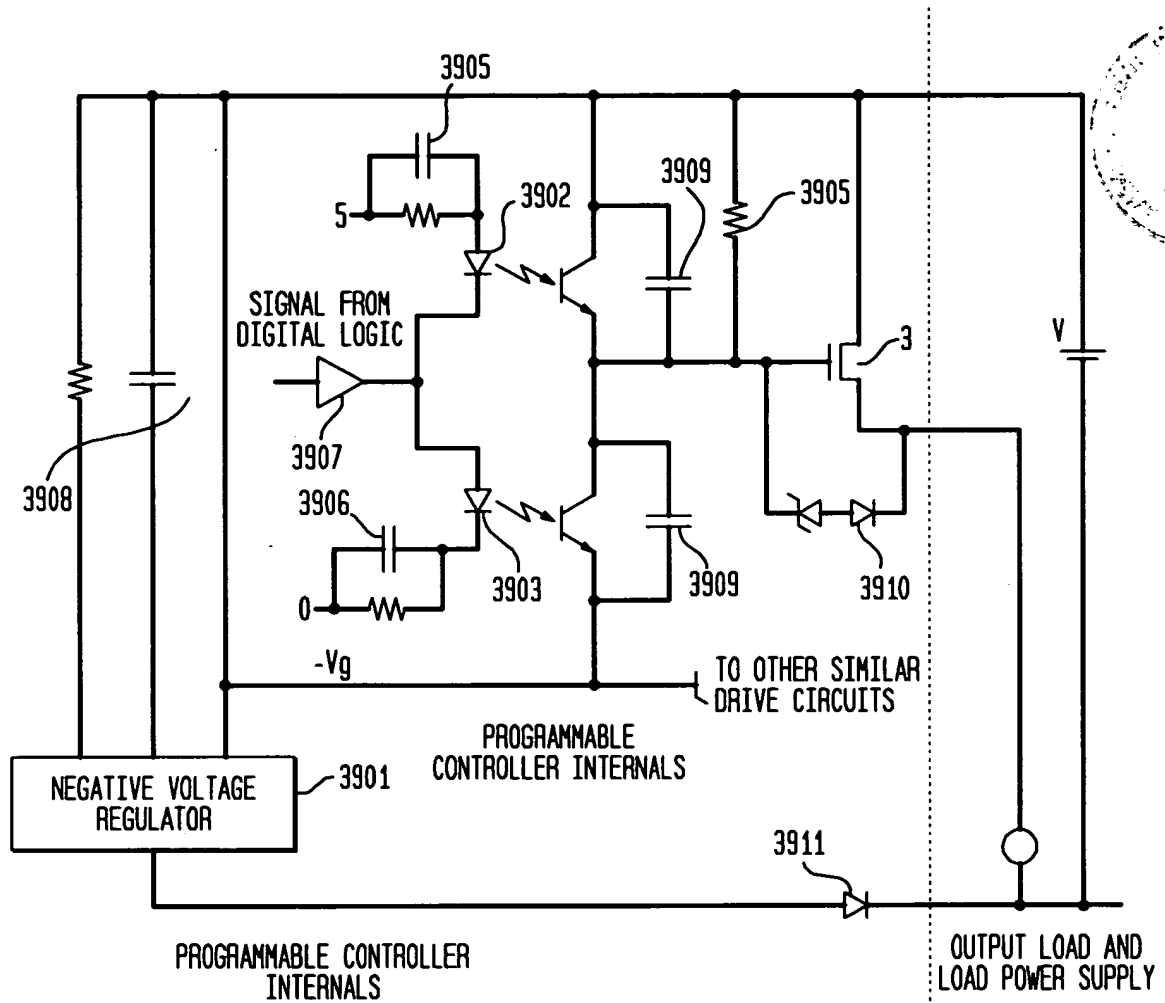 3905
3902
3909
3905
5
SIGNAL FROM
DIGITAL LOGIC
V
3
3907
3908
3906
3903
3909
3910
0
-Vg
TO OTHER SIMILAR
DRIVE CIRCUITS
PROGRAMMABLE
CONTROLLER INTERNALS
NEGATIVE VOLTAGE
REGULATOR
3901
3911
PROGRAMMABLE CONTROLLER
INTERNALS
OUTPUT LOAD AND
LOAD POWER SUPPLY